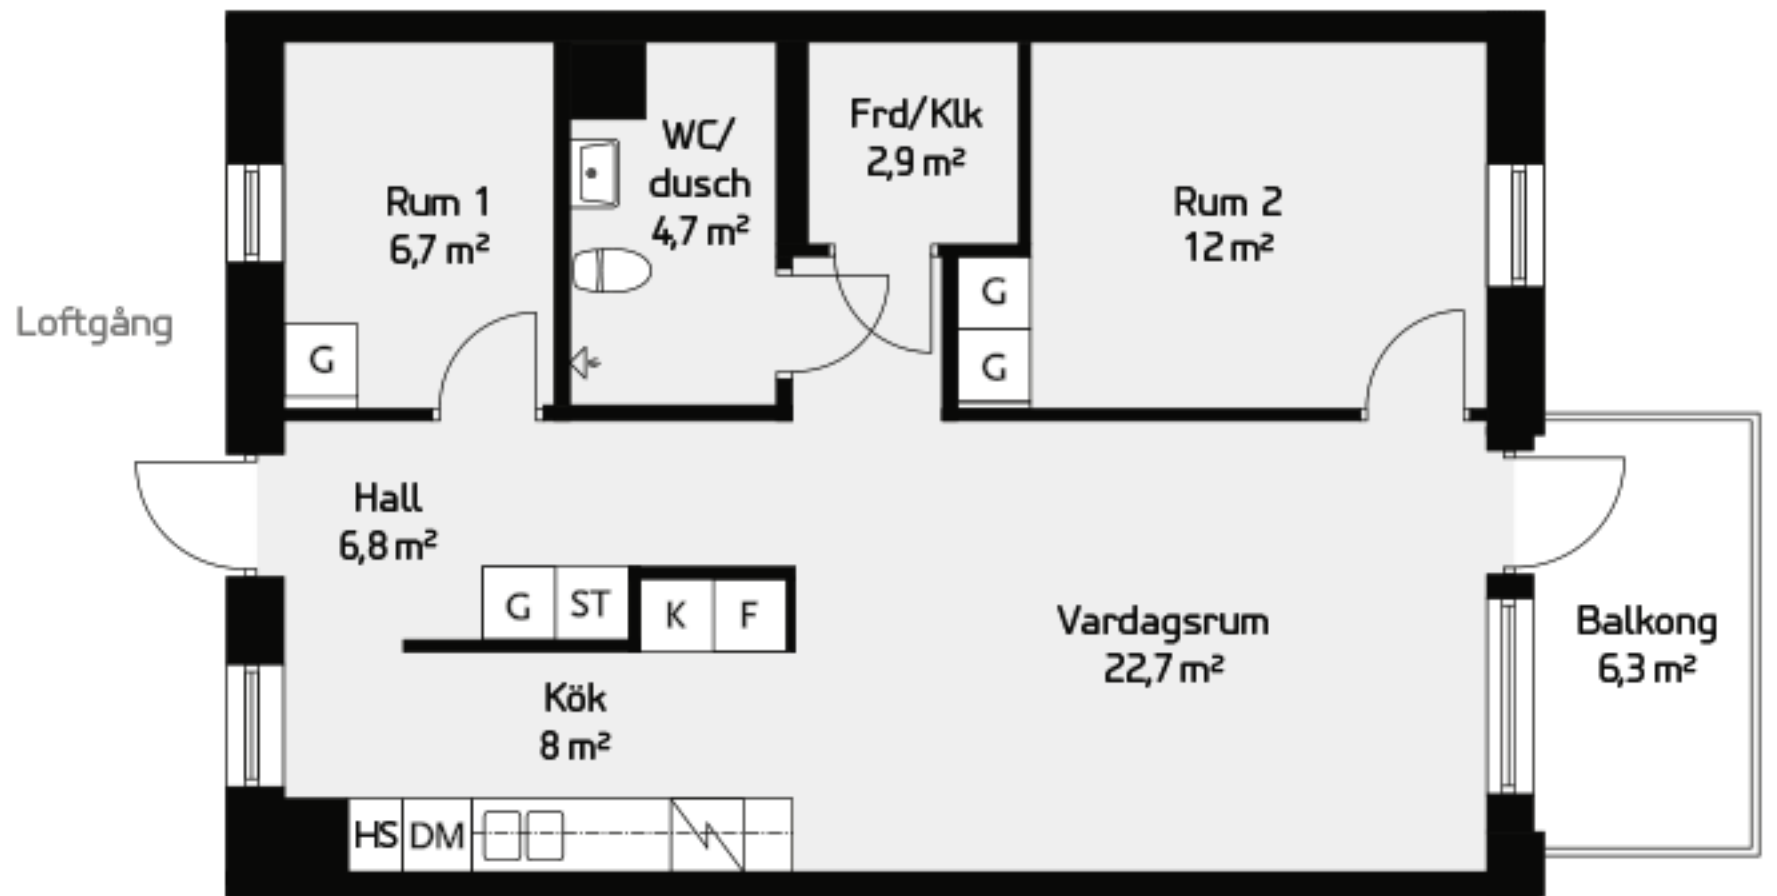 Rum 1
6,7 m²
WC/
dusch
4,7 m²
Frd/Klk
2,9 m²
Rum 2
12 m²
G
G
Loftgång
G
Hall
6,8 m²
G
ST
K
F
Vardagsrum
22,7 m²
Balkong
6,3 m²
Kök
8 m²
HS
DM